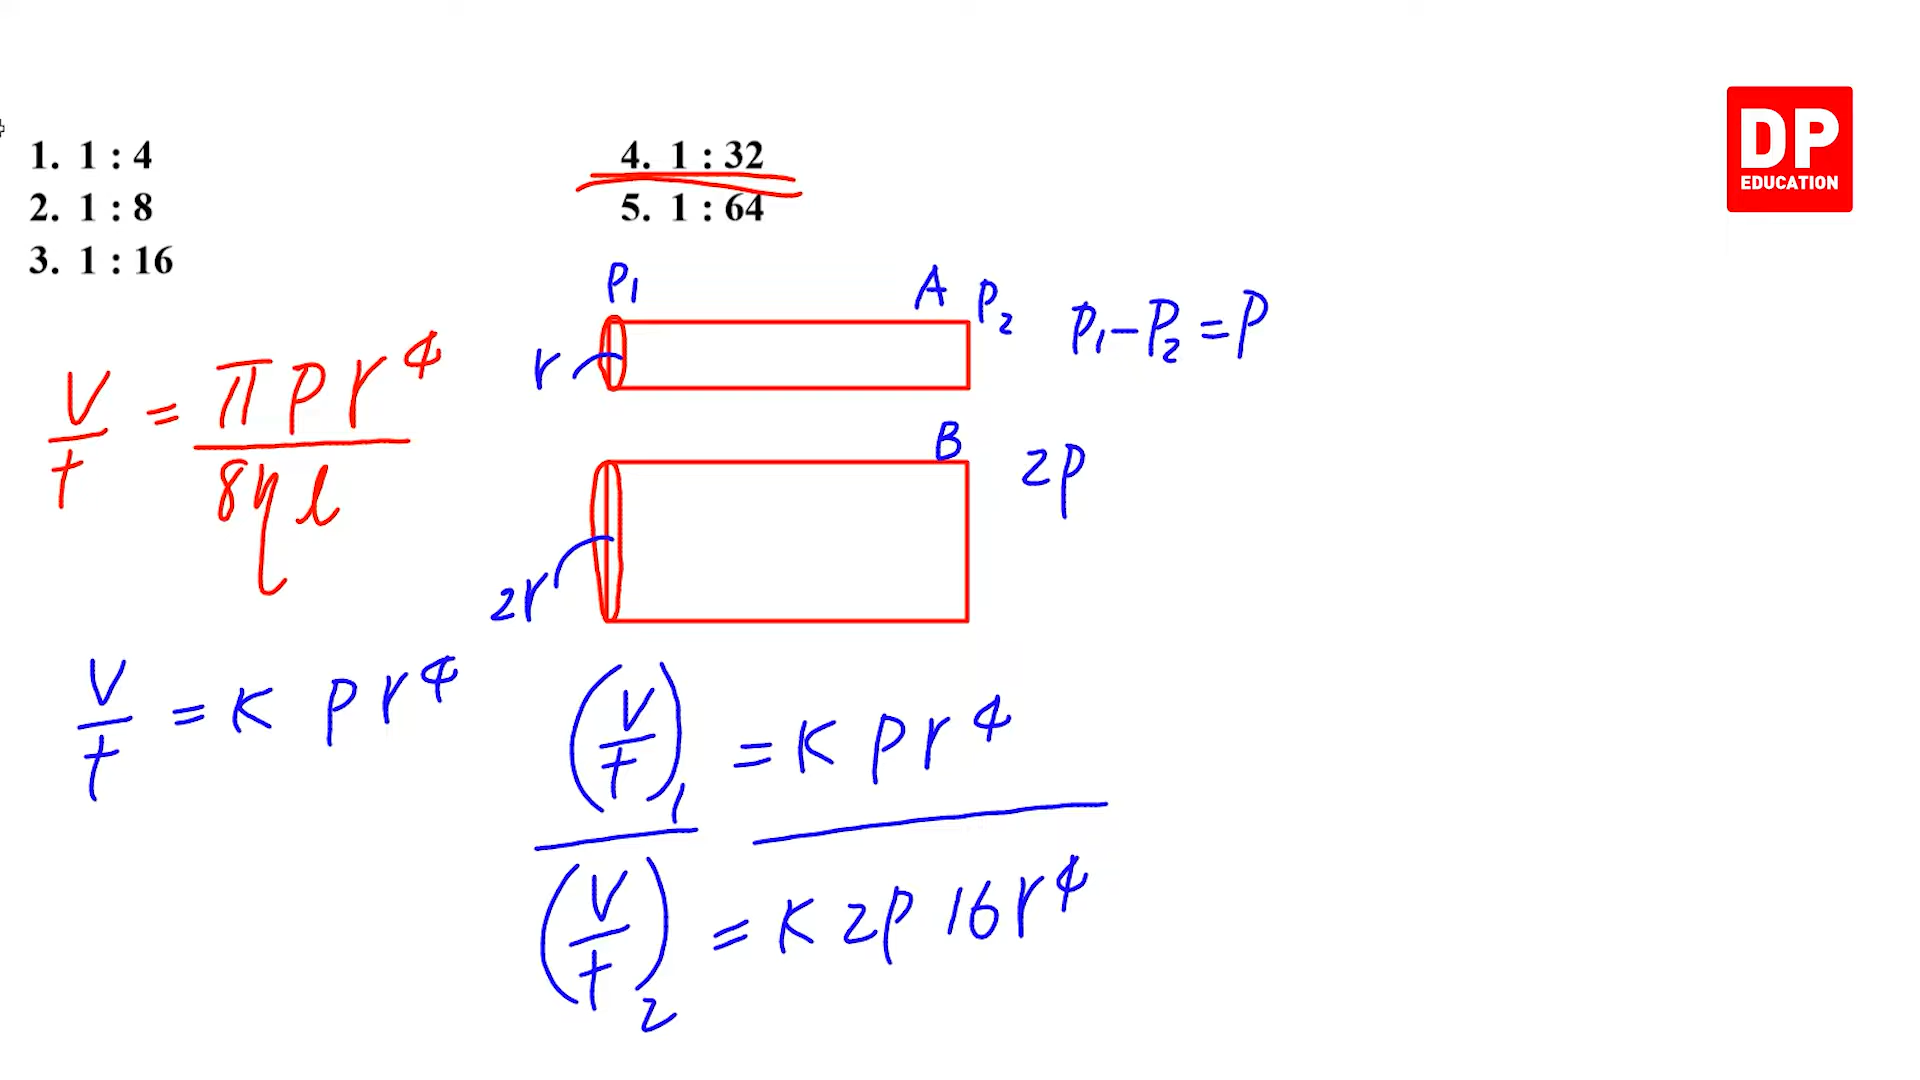 DP
EDUCATION
1. 1 : 4
4. 1 : 32
2. 1 : 8
5. 1 : 64
3. 1 : 16
P₁
A
P₂
P₁ − P₂ = P
r
V/t = πpr⁴/8ηl
B
2P
2r
V/t = K P r⁴
(V/t)₁ = K P r⁴
(V/t)₂ = K 2P 16r⁴